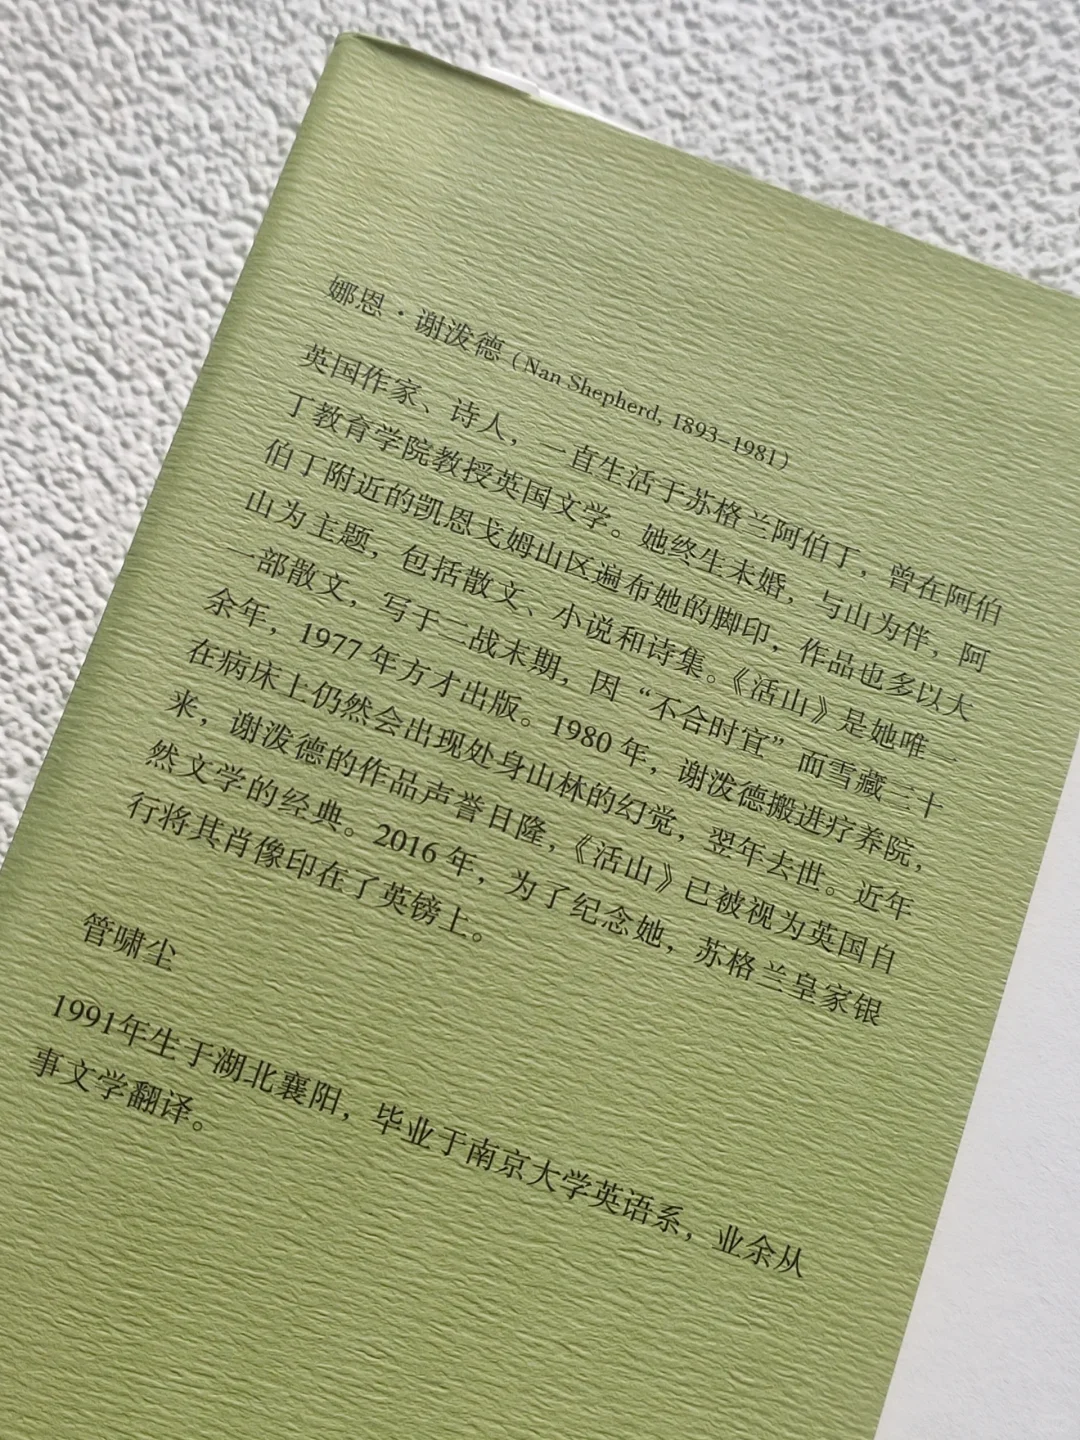 娜恩·谢泼德（Nan Shepherd, 1893–1981）
英国作家、诗人，一直生活于苏格兰阿伯丁，曾在阿伯
丁教育学院教授英国文学。她终生未婚，与山为伴，阿
伯丁附近的凯恩戈姆山区遍布她的脚印，作品也多以大
山为主题，包括散文、小说和诗集。《活山》是她唯一
一部散文，写于二战末期，因“不合时宜”而雪藏三十
余年，1977年方才出版。1980年，谢泼德搬进疗养院，
在病床上仍然会出现处身山林的幻觉，翌年去世。近年
来，谢泼德的作品声誉日隆，《活山》已被视为英国自
然文学的经典。2016年，为了纪念她，苏格兰皇家银
行将其肖像印在了英镑上。
管啸尘
1991年生于湖北襄阳，毕业于南京大学英语系，业余从
事文学翻译。